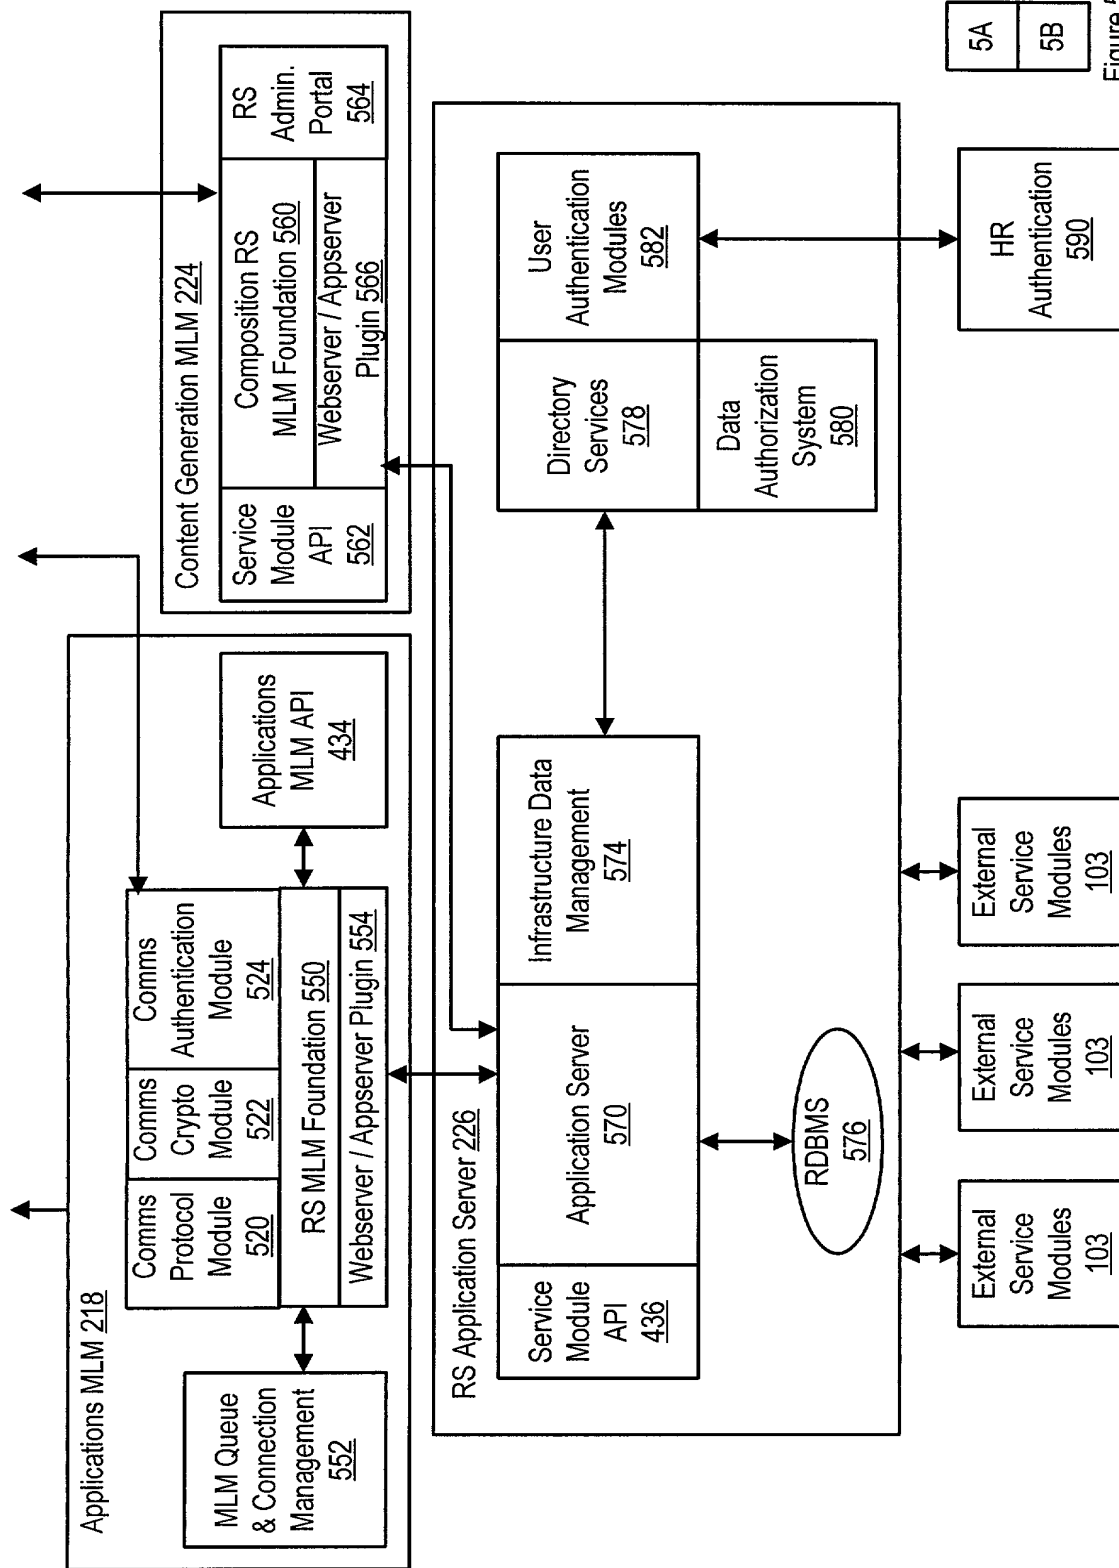 Applications MLM 218
MLM Queue
& Connection
Management
552
Comms
Protocol
Module
520
Comms
Crypto
Module
522
Comms
Authentication
Module
524
RS MLM Foundation 550
Webserver / Appserver Plugin 554
Applications
MLM API
434
Content Generation MLM 224
Service
Module
API
562
Composition RS
MLM Foundation 560
Webserver / Appserver
Plugin 566
RS
Admin.
Portal
564
RS Application Server 226
Service
Module
API
436
Application Server
570
Infrastructure Data
Management
574
RDBMS
576
Directory
Services
578
User
Authentication
Modules
582
Data
Authorization
System
580
External
Service
Modules
103
External
Service
Modules
103
External
Service
Modules
103
HR
Authentication
590
5A
5B
Figure